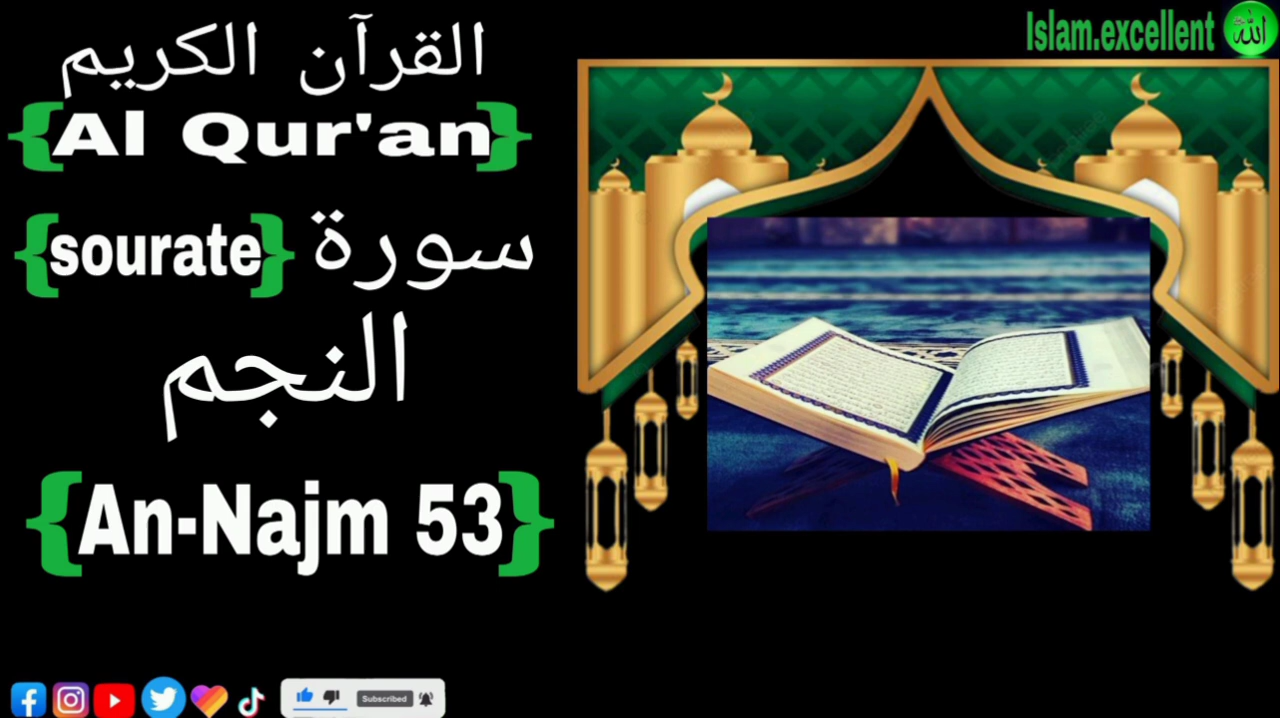 Islam.excellent
القرآن الكريم
{Al Qur'an}
{sourate} سورة
النجم
{An-Najm 53}
Subscribed